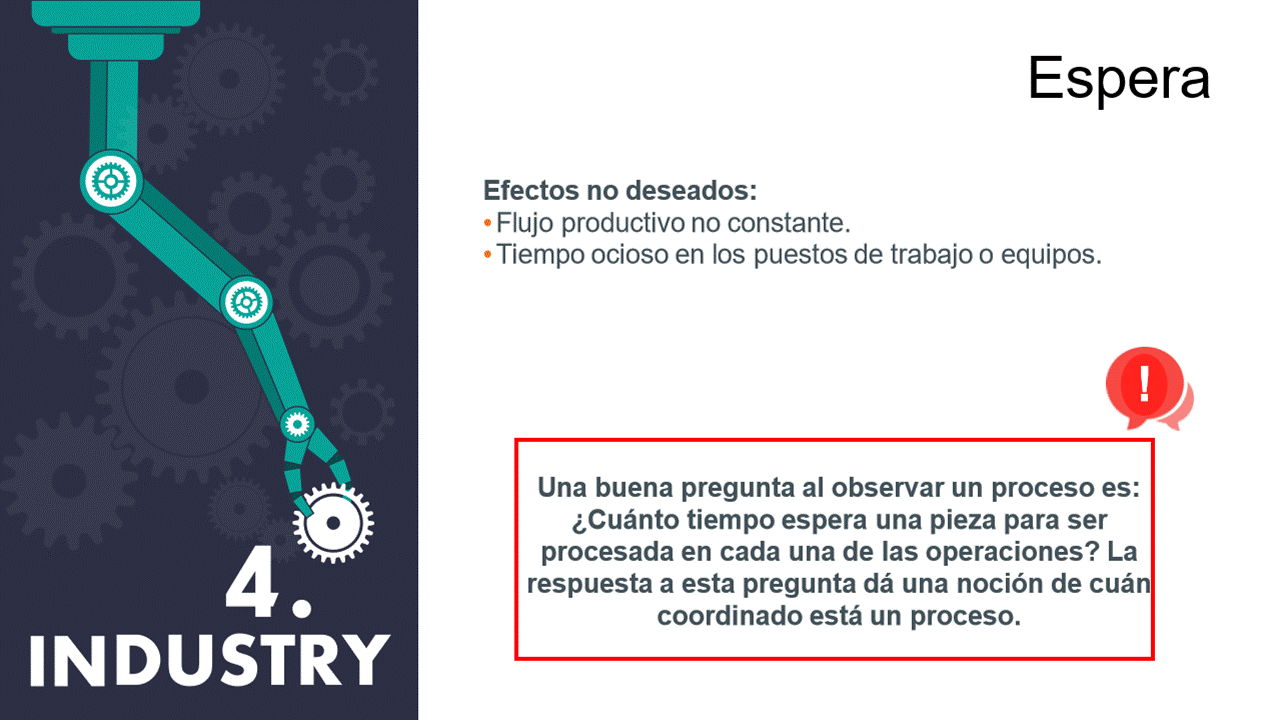 Espera
Efectos no deseados:
• Flujo productivo no constante.
• Tiempo ocioso en los puestos de trabajo o equipos.
!
Una buena pregunta al observar un proceso es:
¿Cuánto tiempo espera una pieza para ser
procesada en cada una de las operaciones? La
respuesta a esta pregunta dá una noción de cuán
coordinado está un proceso.
4.
INDUSTRY